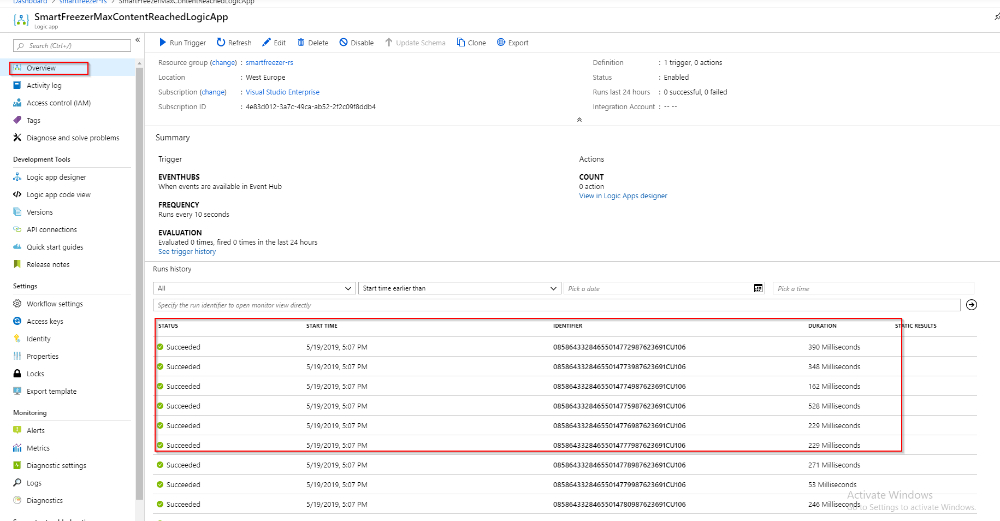 Dashboard > smartfreezer-rs > SmartFreezerMaxContentReachedLogicApp
SmartFreezerMaxContentReachedLogicApp
Logic app
Search (Ctrl+/)
«
Overview
Activity log
Access control (IAM)
Tags
Diagnose and solve problems
Development Tools
Logic app designer
Logic app code view
Versions
API connections
Quick start guides
Release notes
Settings
Workflow settings
Access keys
Identity
Properties
Locks
Export template
Monitoring
Alerts
Metrics
Diagnostic settings
Logs
Diagnostics
Run Trigger Refresh Edit Delete Disable Update Schema Clone Export
Resource group (change) : smartfreezer-rs
Location : West Europe
Subscription (change) : Visual Studio Enterprise
Subscription ID : 4e83d012-3a7c-49ca-ab52-2f2c09f8ddb4
Definition : 1 trigger, 0 actions
Status : Enabled
Runs last 24 hours : 0 successful, 0 failed
Integration Account : -- --
Summary
Trigger
EVENTHUBS
When events are available in Event Hub
FREQUENCY
Runs every 10 seconds
EVALUATION
Evaluated 0 times, fired 0 times in the last 24 hours
See trigger history
Actions
COUNT
0 action
View in Logic Apps designer
Runs history
All Start time earlier than Pick a date Pick a time
Specify the run identifier to open monitor view directly
STATUS START TIME IDENTIFIER DURATION STATIC RESULTS
Succeeded 5/19/2019, 5:07 PM 08586433284655014772987623691CU106 390 Milliseconds
Succeeded 5/19/2019, 5:07 PM 08586433284655014773987623691CU106 348 Milliseconds
Succeeded 5/19/2019, 5:07 PM 08586433284655014774987623691CU106 162 Milliseconds
Succeeded 5/19/2019, 5:07 PM 08586433284655014775987623691CU106 528 Milliseconds
Succeeded 5/19/2019, 5:07 PM 08586433284655014776987623691CU106 229 Milliseconds
Succeeded 5/19/2019, 5:07 PM 08586433284655014777987623691CU106 229 Milliseconds
Succeeded 5/19/2019, 5:07 PM 08586433284655014778987623691CU106 271 Milliseconds
Succeeded 5/19/2019, 5:07 PM 08586433284655014779987623691CU106 53 Milliseconds
Succeeded 5/19/2019, 5:07 PM 08586433284655014780987623691CU106 246 Milliseconds
Activate Windows
Go to Settings to activate Windows.